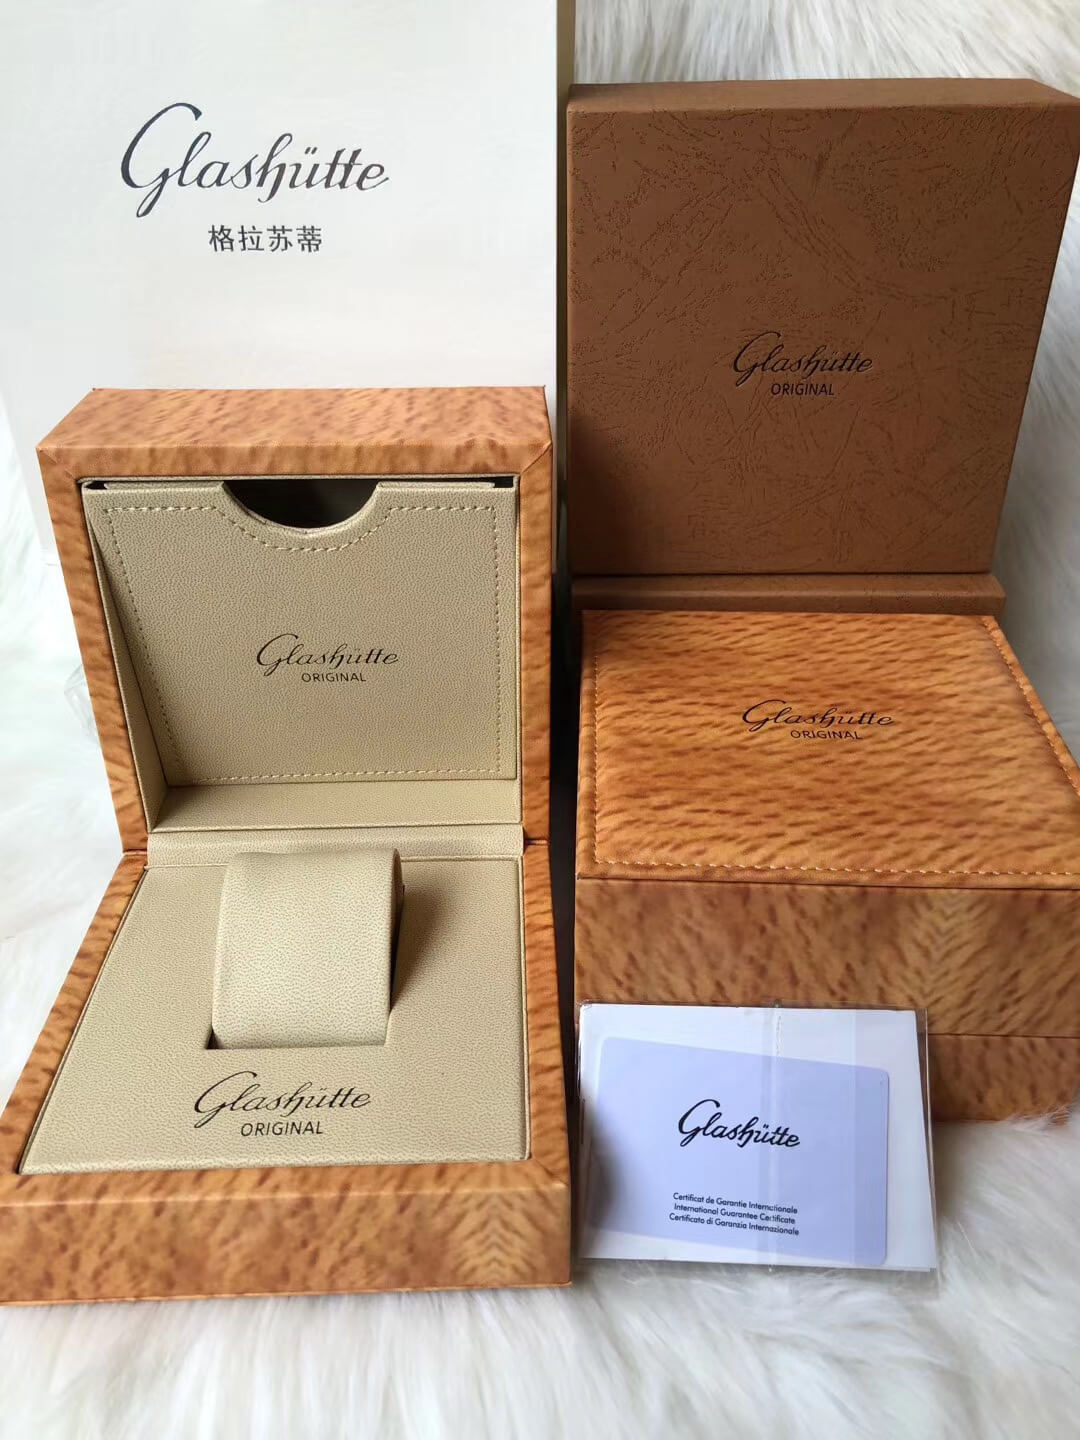 Glashütte
格拉苏蒂
Glashütte
ORIGINAL
Glashütte
ORIGINAL
Glashütte
ORIGINAL
Glashütte
ORIGINAL
Glashütte
Certificat de Garantie Internationale
International Guarantee Certificate
Certificato di Garanzia Internazionale